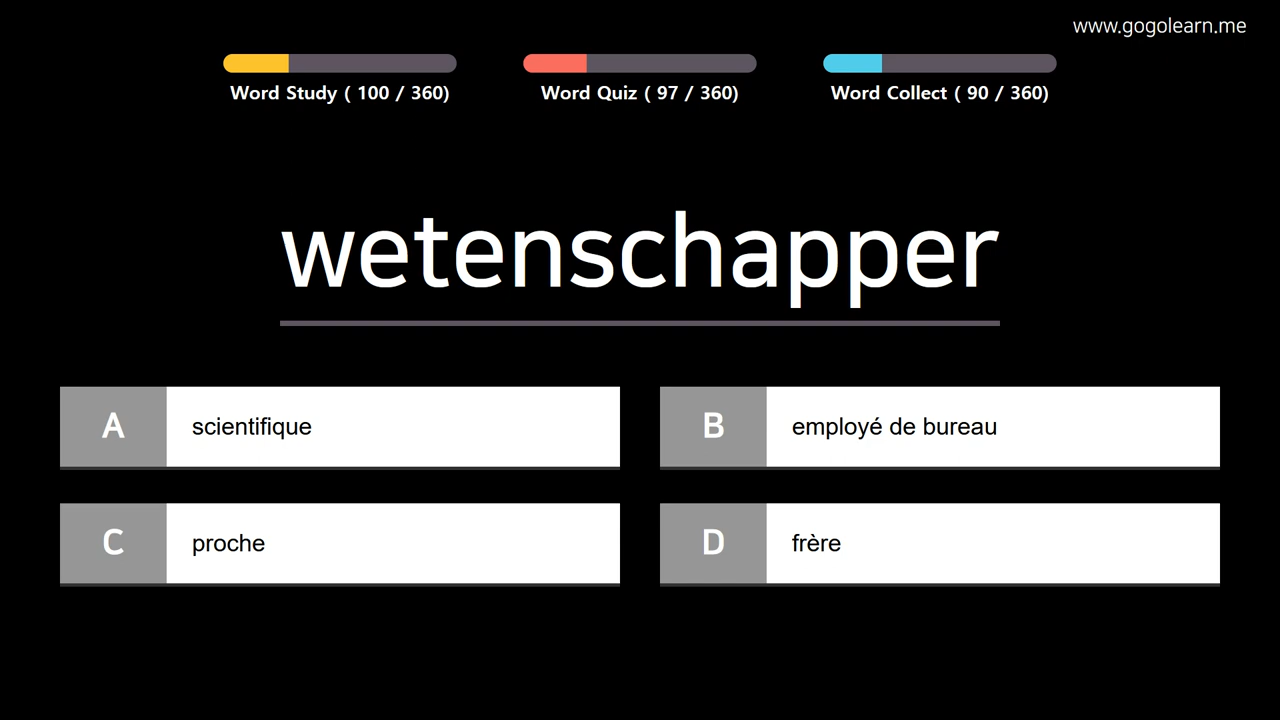 www.gogolearn.me
Word Study ( 100 / 360)
Word Quiz ( 97 / 360)
Word Collect ( 90 / 360)
wetenschapper
A scientifique
B employé de bureau
C proche
D frère